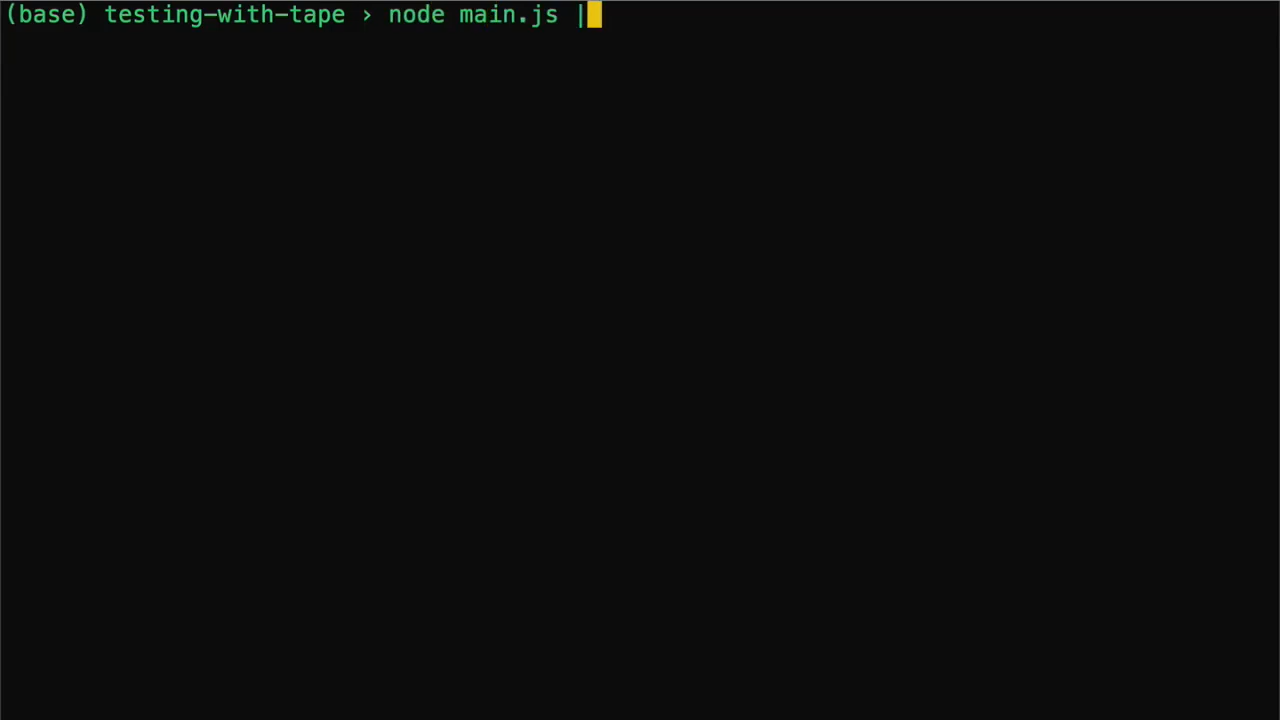 (base) testing-with-tape › node main.js |